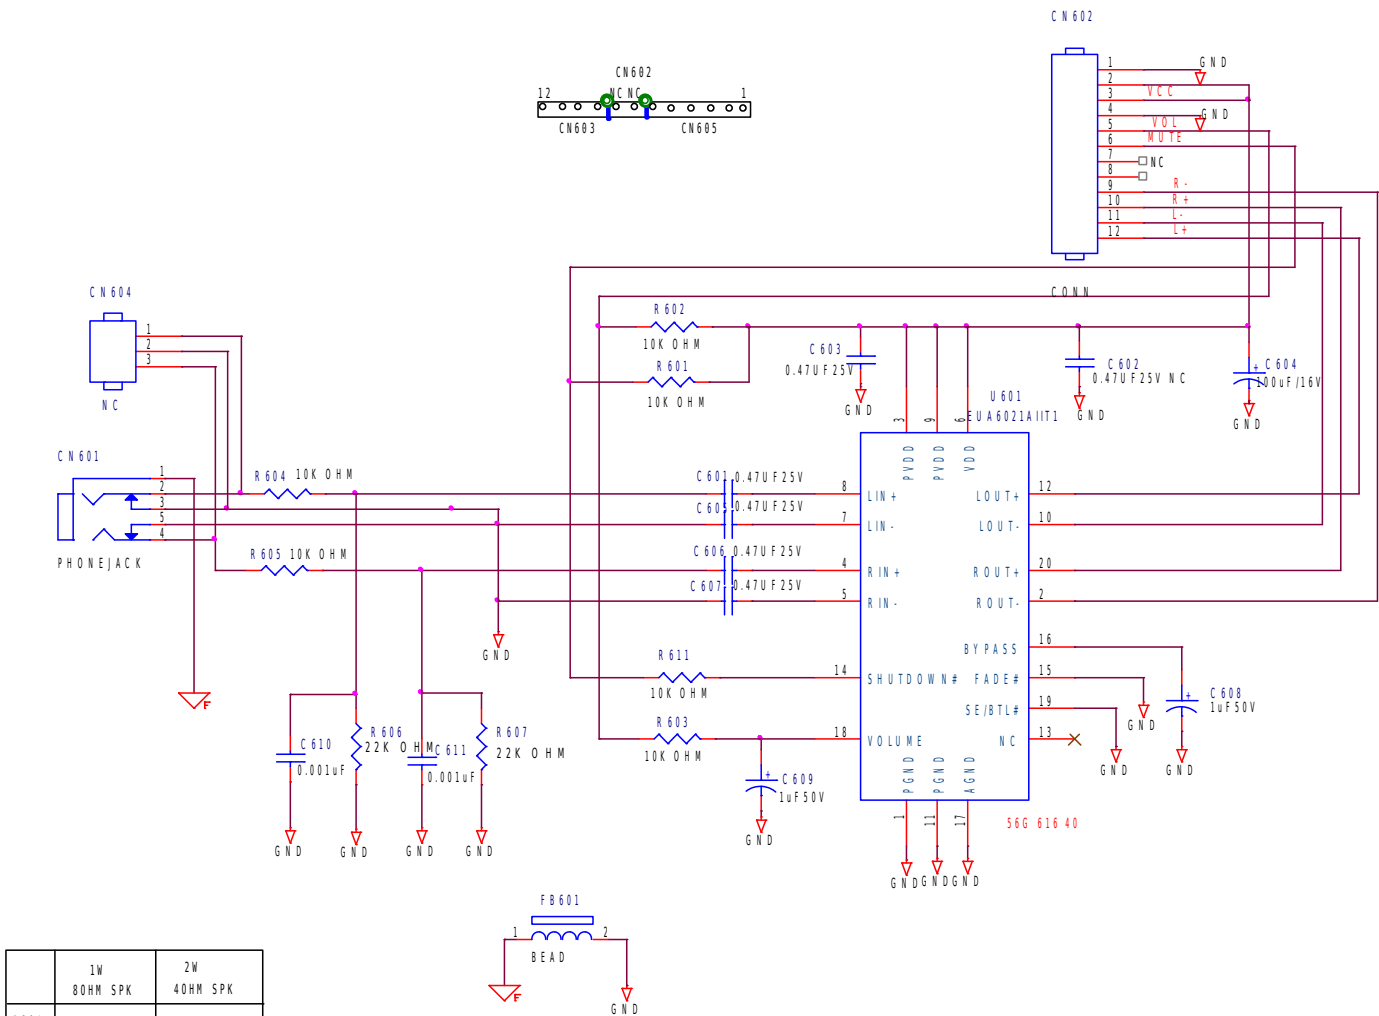 CN602
CN602
12 NC NC 1
CN603 CN605
1 GND
2
3 VCC
4 GND
5 VOL
6 MUTE
7 NC
8
9 R-
10 R+
11 L-
12 L+
CONN
CN604
1
2
3
NC
R602
10K OHM
R601
10K OHM
C603
0.47UF25V
GND
C602
0.47UF25V NC
GND
C604
+
100uF/16V
GND
U601
EUA6021AIIT1
3 9 6
PVDD PVDD VDD
CN601
1
2
3
5
4
PHONEJACK
R604 10K OHM
R605 10K OHM
C601 0.47UF25V
C605 0.47UF25V
C606 0.47UF25V
C607 0.47UF25V
GND
8 LIN+ LOUT+ 12
7 LIN- LOUT- 10
4 RIN+ ROUT+ 20
5 RIN- ROUT- 2
BYPASS 16
14 SHUTDOWN# FADE# 15
SE/BTL# 19
18 VOLUME NC 13
PGND PGND AGND
1 11 17
GND GND GND
56G 616 40
R611
10K OHM
R603
10K OHM
+
C609
1uF50V
GND
+
C608
1uF50V
GND
GND
GND
F
C610
0.001uF
GND
R606
22K OHM
GND
C611
0.001uF
GND
R607
22K OHM
GND
FB601
1 2
BEAD
F
GND
1W
8OHM SPK
2W
4OHM SPK